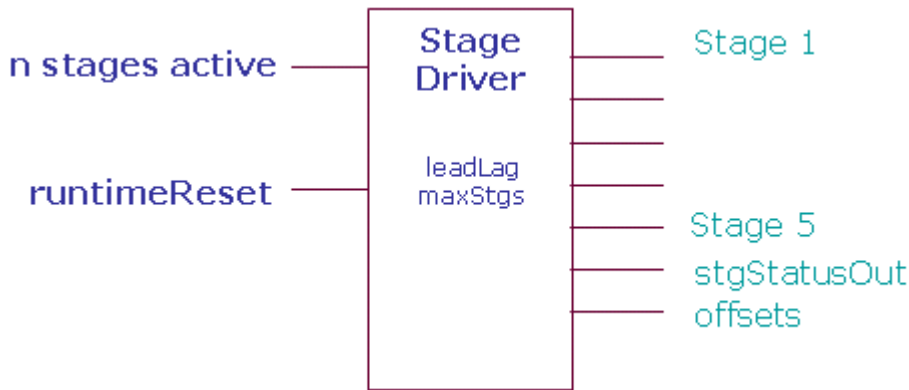 Stage
Driver
n stages active
runtimeReset
leadLag
maxStgs
Stage 1
Stage 5
stgStatusOut
offsets